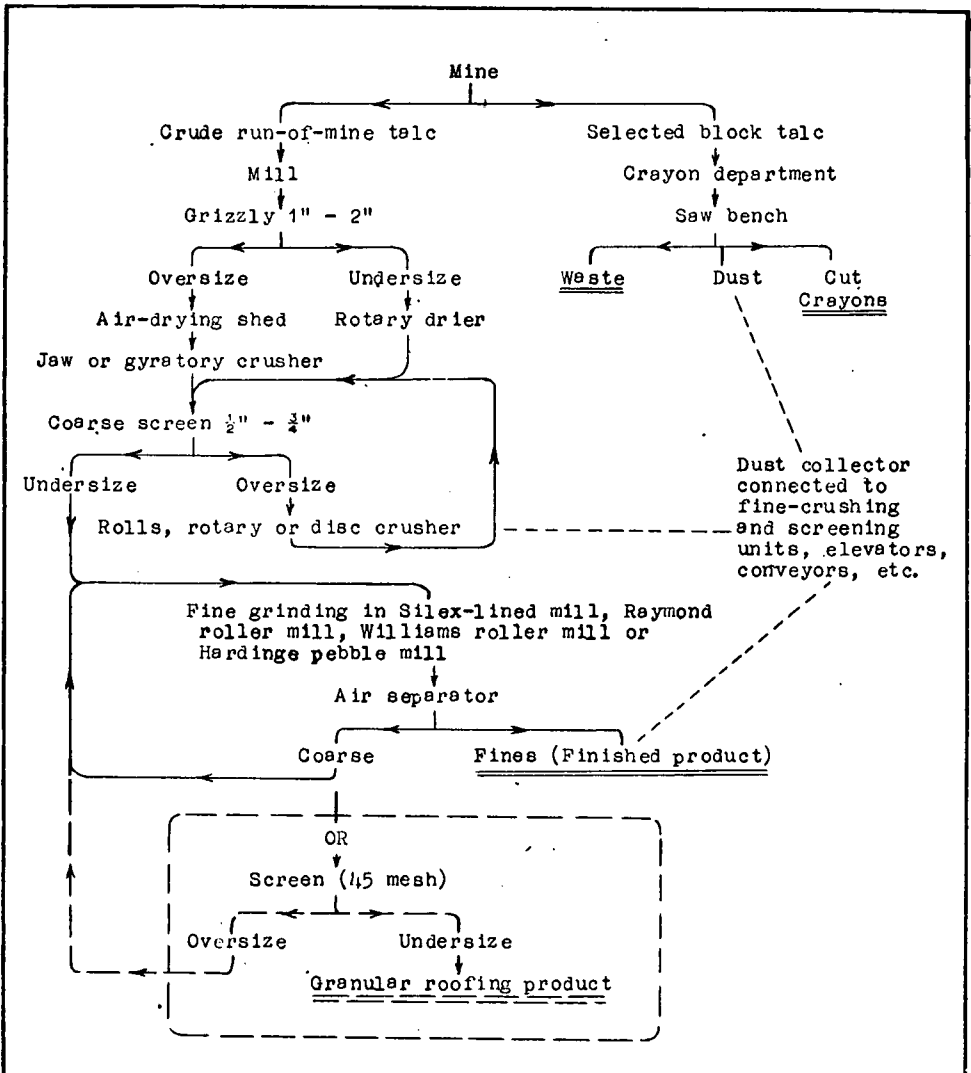 Mine
Crude run-of-mine talc
Selected block talc
Mill
Crayon department
Grizzly 1" - 2"
Saw bench
Oversize
Undersize
Waste
Dust
Cut
Crayons
Air-drying shed
Rotary drier
Jaw or gyratory crusher
Coarse screen ½" - ¾"
Undersize
Oversize
Rolls, rotary or disc crusher
Dust collector
connected to
fine-crushing
and screening
units, elevators,
conveyors, etc.
Fine grinding in Silex-lined mill, Raymond
roller mill, Williams roller mill or
Hardinge pebble mill
Air separator
Coarse
Fines (Finished product)
OR
Screen (45 mesh)
Oversize
Undersize
Granular roofing product